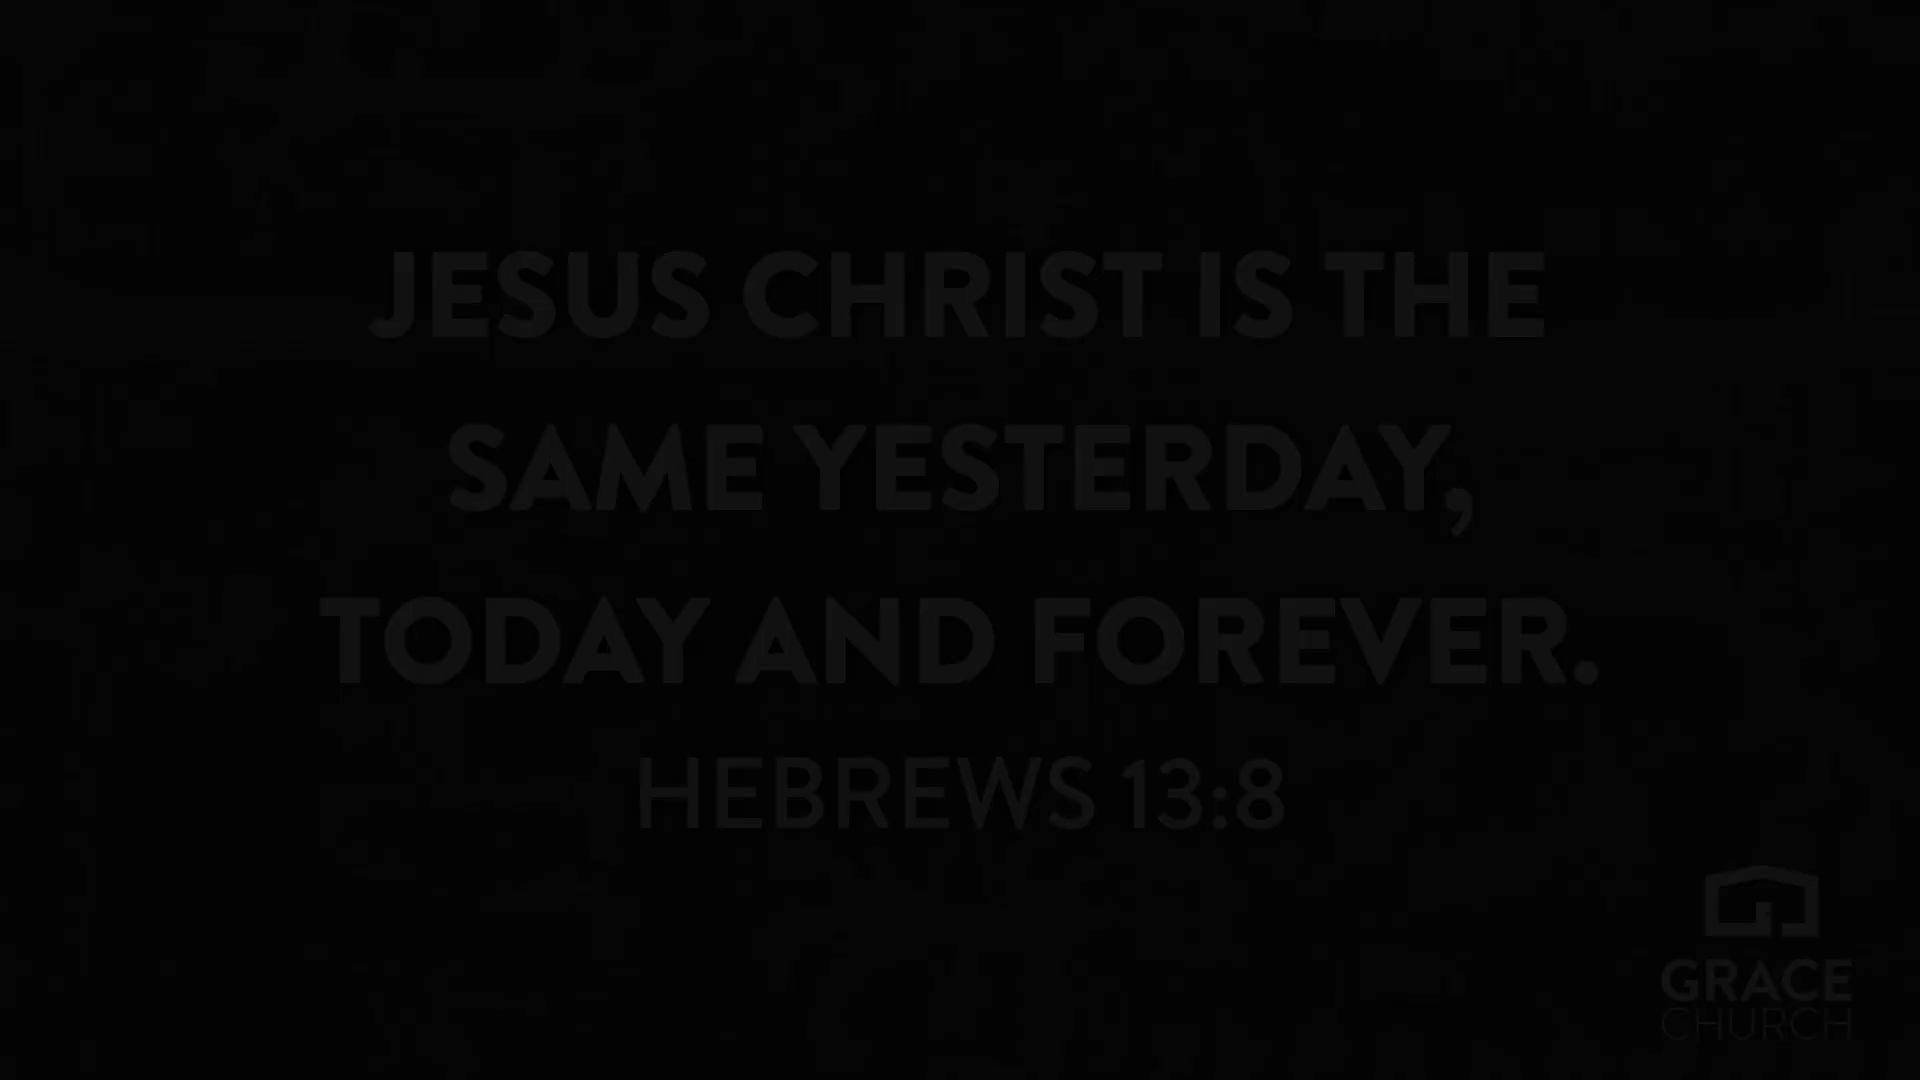 JESUS CHRIST IS THE
SAME YESTERDAY,
TODAY AND FOREVER.
HEBREWS 13:8
GRACE
CHURCH